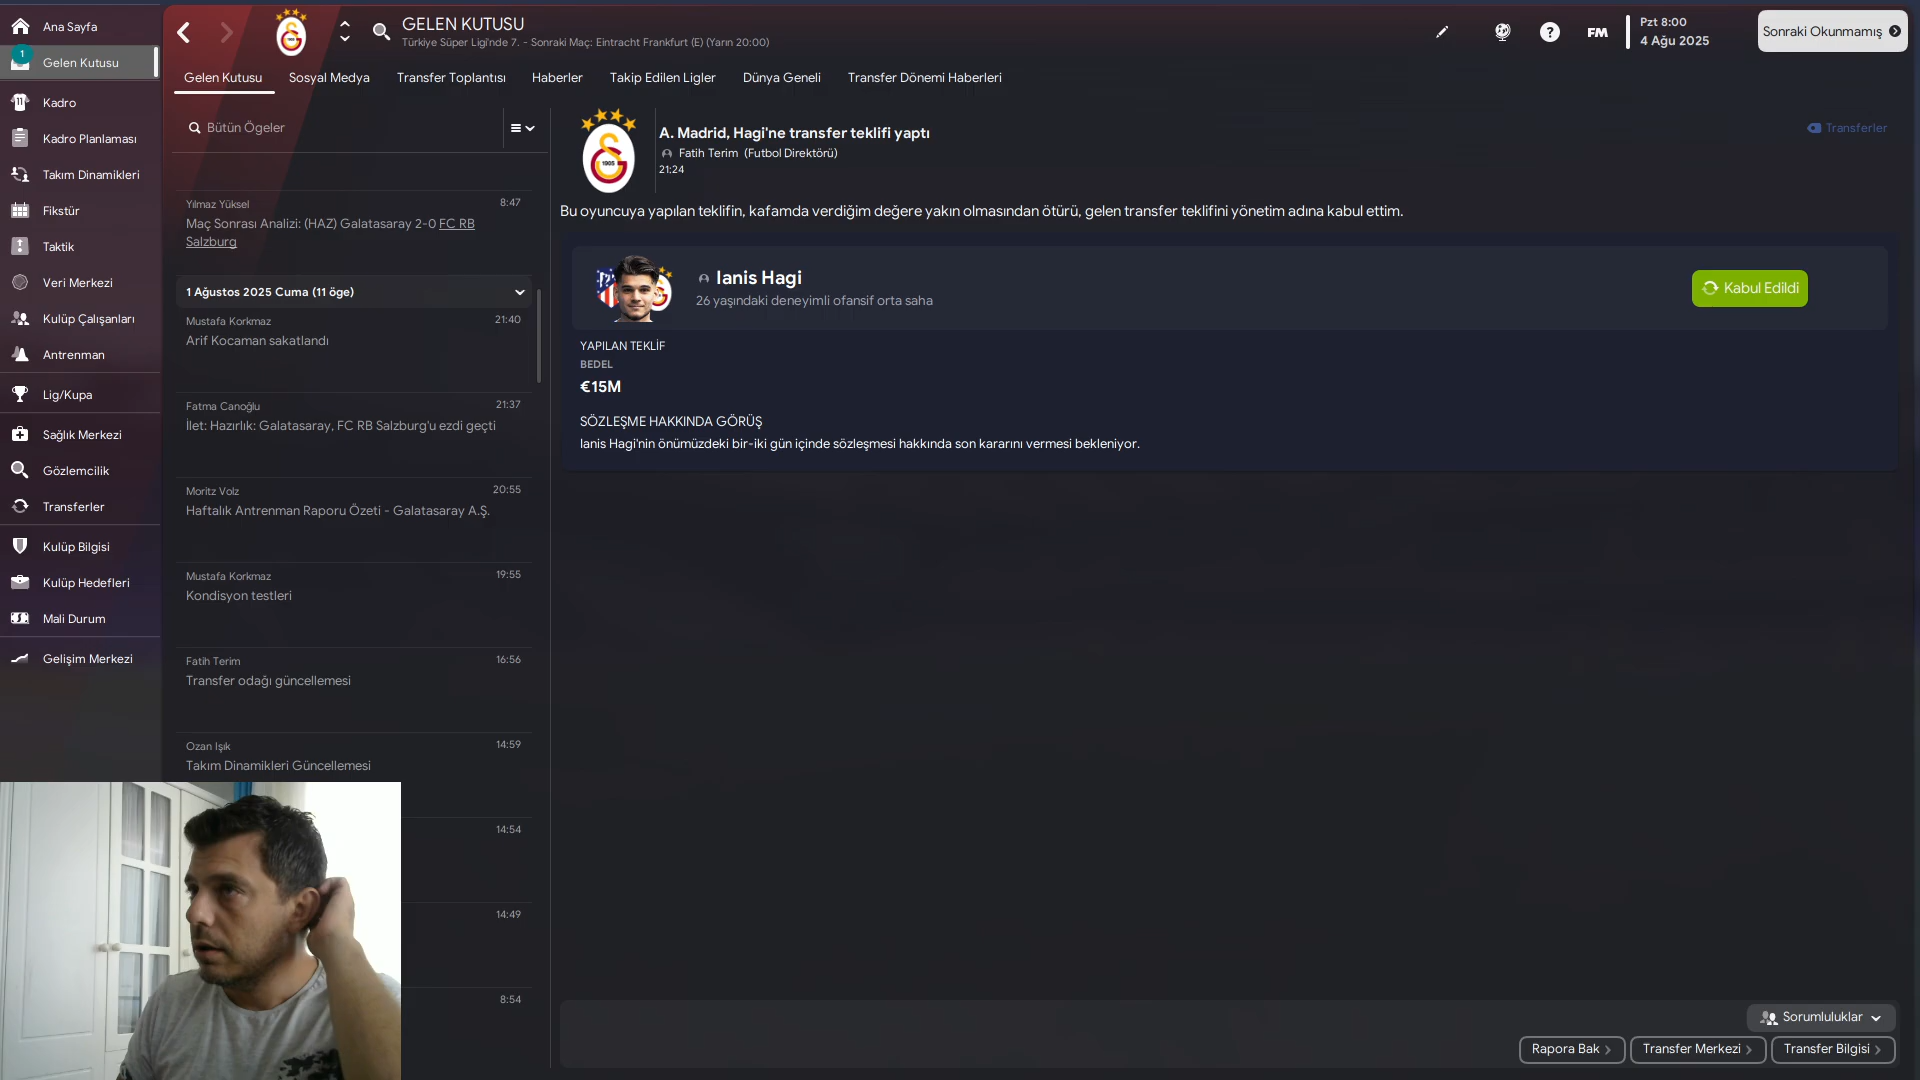 Ana Sayfa
1
Gelen Kutusu
Kadro
Kadro Planlaması
Takım Dinamikleri
Fikstür
Taktik
Veri Merkezi
Kulüp Çalışanları
Antrenman
Lig/Kupa
Sağlık Merkezi
Gözlemcilik
Transferler
Kulüp Bilgisi
Kulüp Hedefleri
Mali Durum
Gelişim Merkezi
GELEN KUTUSU
Türkiye Süper Ligi'nde 7. - Sonraki Maç: Eintracht Frankfurt (E) (Yarın 20:00)
FM
Pzt 8:00
4 Ağu 2025
Sonraki Okunmamış
Gelen Kutusu
Sosyal Medya
Transfer Toplantısı
Haberler
Takip Edilen Ligler
Dünya Geneli
Transfer Dönemi Haberleri
Bütün Ögeler
Yılmaz Yüksel 8:47
Maç Sonrası Analizi: (HAZ) Galatasaray 2-0 FC RB
Salzburg
1 Ağustos 2025 Cuma (11 öge)
Mustafa Korkmaz 21:40
Arif Kocaman sakatlandı
Fatma Canoğlu 21:37
İlet: Hazırlık: Galatasaray, FC RB Salzburg'u ezdi geçti
Moritz Volz 20:55
Haftalık Antrenman Raporu Özeti - Galatasaray A.Ş.
Mustafa Korkmaz 19:55
Kondisyon testleri
Fatih Terim 16:56
Transfer odağı güncellemesi
Ozan Işık 14:59
Takım Dinamikleri Güncellemesi
14:54
14:49
8:54
1905
A. Madrid, Hagi'ne transfer teklifi yaptı
Fatih Terim (Futbol Direktörü)
21:24
Transferler
Bu oyuncuya yapılan teklifin, kafamda verdiğim değere yakın olmasından ötürü, gelen transfer teklifini yönetim adına kabul ettim.
Ianis Hagi
26 yaşındaki deneyimli ofansif orta saha
Kabul Edildi
YAPILAN TEKLİF
BEDEL
€15M
SÖZLEŞME HAKKINDA GÖRÜŞ
Ianis Hagi'nin önümüzdeki bir-iki gün içinde sözleşmesi hakkında son kararını vermesi bekleniyor.
Sorumluluklar
Rapora Bak
Transfer Merkezi
Transfer Bilgisi